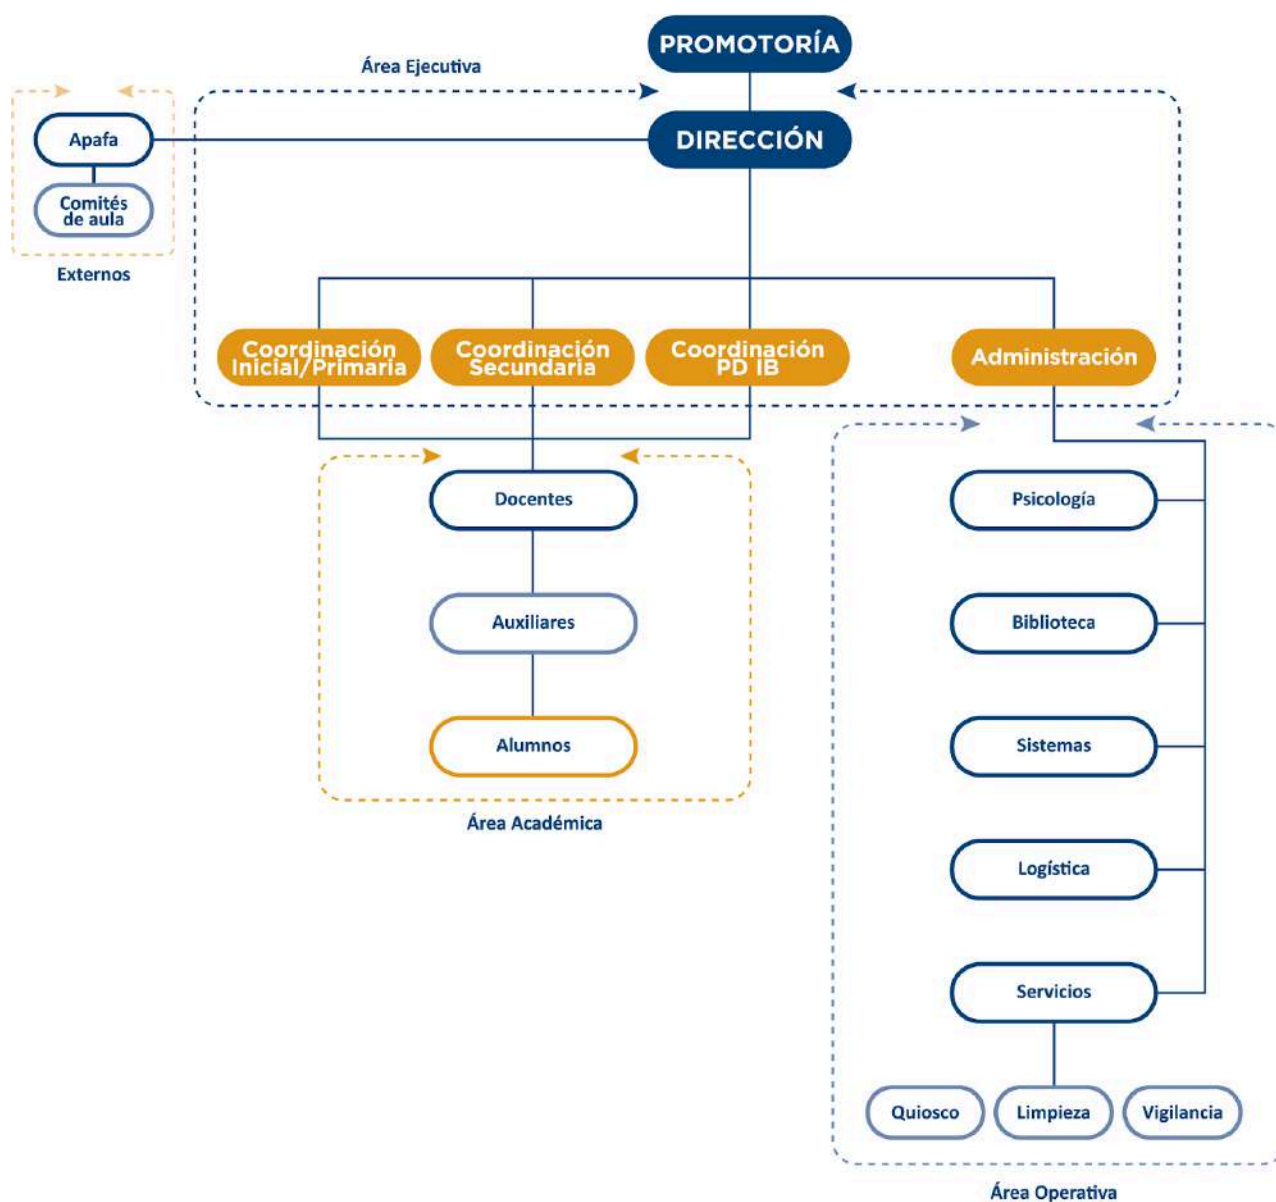 PROMOTORÍA
Área Ejecutiva
DIRECCIÓN
Apafa
Comités
de aula
Externos
Coordinación
Inicial/Primaria
Coordinación
Secundaria
Coordinación
PD IB
Administración
Docentes
Auxiliares
Alumnos
Área Académica
Psicología
Biblioteca
Sistemas
Logística
Servicios
Quiosco
Limpieza
Vigilancia
Área Operativa